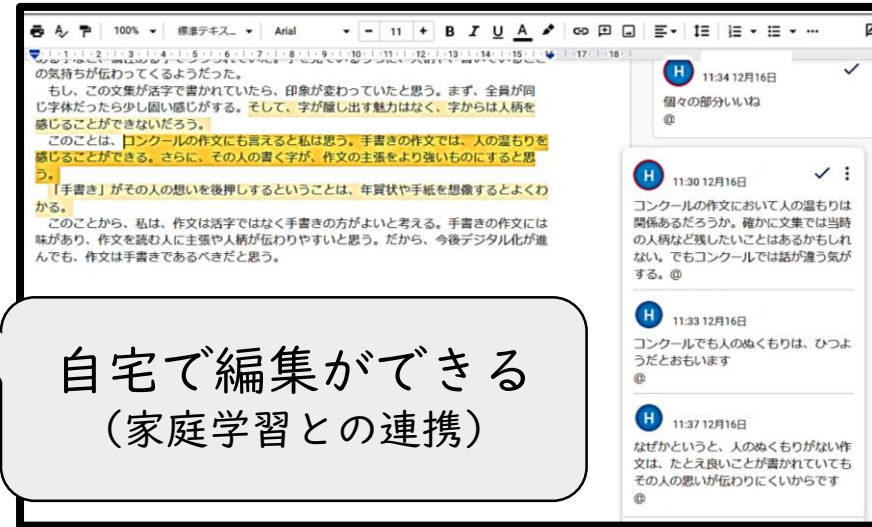 100%
標準テキス...
Arial
− 11 +
B I U A
1 2 3 4 5 6 7 8 9 10 11 12 13 14 15 17 18
の気持ちが伝わってくるようだった。
もし、この文集が活字で書かれていたら、印象が変わっていたと思う。まず、全員が同
じ字体だったら少し固い感じがする。そして、字が醸し出す魅力はなく、字からは人柄を
感じることができないだろう。
このことは、コンクールの作文にも言えると私は思う。手書きの作文では、人の温もりを
感じることができる。さらに、その人の書く字が、作文の主張をより強いものにすると思
う。
「手書き」がその人の想いを後押しするということは、年賀状や手紙を想像するとよくわ
かる。
このことから、私は、作文は活字ではなく手書きの方がよいと考える。手書きの作文には
味があり、作文を読む人に主張や人柄が伝わりやすいと思う。だから、今後デジタル化が進
んでも、作文は手書きであるべきだと思う。
自宅で編集ができる
（家庭学習との連携）
H
11:34 12月16日
個々の部分いいね
@
H
11:30 12月16日
コンクールの作文において人の温もりは
関係あるだろうか。確かに文集では当時
の人柄など残したいことはあるかもしれ
ない。でもコンクールでは話が違う気が
する。@
H
11:33 12月16日
コンクールでも人のぬくもりは、ひつよ
うだとおもいます
@
H
11:37 12月16日
なぜかというと、人のぬくもりがない作
文は、たとえ良いことが書かれていても
その人の思いが伝わりにくいからです
@